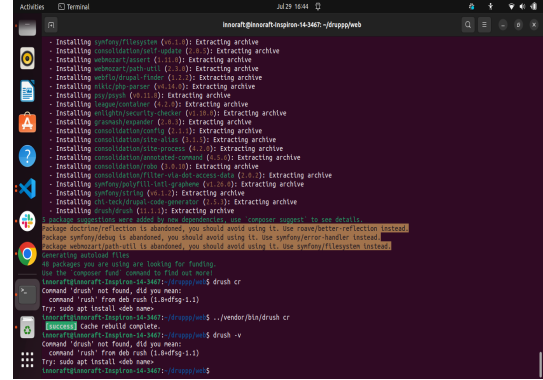 Activities
Terminal
Jul 29 16:44
innoraft@innoraft-Inspiron-14-3467: ~/druppp/web
- Installing symfony/filesystem (v6.1.0): Extracting archive
- Installing consolidation/self-update (2.0.5): Extracting archive
- Installing webmozart/assert (1.11.0): Extracting archive
- Installing webmozart/path-util (2.3.0): Extracting archive
- Installing webflo/drupal-finder (1.2.2): Extracting archive
- Installing nikic/php-parser (v4.14.0): Extracting archive
- Installing psy/psysh (v0.11.8): Extracting archive
- Installing league/container (4.2.0): Extracting archive
- Installing enlightn/security-checker (v1.10.0): Extracting archive
- Installing grasmash/expander (2.0.3): Extracting archive
- Installing consolidation/config (2.1.1): Extracting archive
- Installing consolidation/site-alias (3.1.5): Extracting archive
- Installing consolidation/site-process (4.2.0): Extracting archive
- Installing consolidation/annotated-command (4.5.6): Extracting archive
- Installing consolidation/robo (3.0.10): Extracting archive
- Installing consolidation/filter-via-dot-access-data (2.0.2): Extracting archive
- Installing symfony/polyfill-intl-grapheme (v1.26.0): Extracting archive
- Installing symfony/string (v6.1.2): Extracting archive
- Installing chi-teck/drupal-code-generator (2.5.3): Extracting archive
- Installing drush/drush (11.1.1): Extracting archive
5 package suggestions were added by new dependencies, use `composer suggest` to see details.
Package doctrine/reflection is abandoned, you should avoid using it. Use roave/better-reflection instead.
Package symfony/debug is abandoned, you should avoid using it. Use symfony/error-handler instead.
Package webmozart/path-util is abandoned, you should avoid using it. Use symfony/filesystem instead.
Generating autoload files
48 packages you are using are looking for funding.
Use the `composer fund` command to find out more!
innoraft@innoraft-Inspiron-14-3467:~/druppp/web$ drush cr
Command 'drush' not found, did you mean:
command 'rush' from deb rush (1.8+dfsg-1.1)
Try: sudo apt install <deb name>
innoraft@innoraft-Inspiron-14-3467:~/druppp/web$ ../vendor/bin/drush cr
[success] Cache rebuild complete.
innoraft@innoraft-Inspiron-14-3467:~/druppp/web$ drush -v
Command 'drush' not found, did you mean:
command 'rush' from deb rush (1.8+dfsg-1.1)
Try: sudo apt install <deb name>
innoraft@innoraft-Inspiron-14-3467:~/druppp/web$